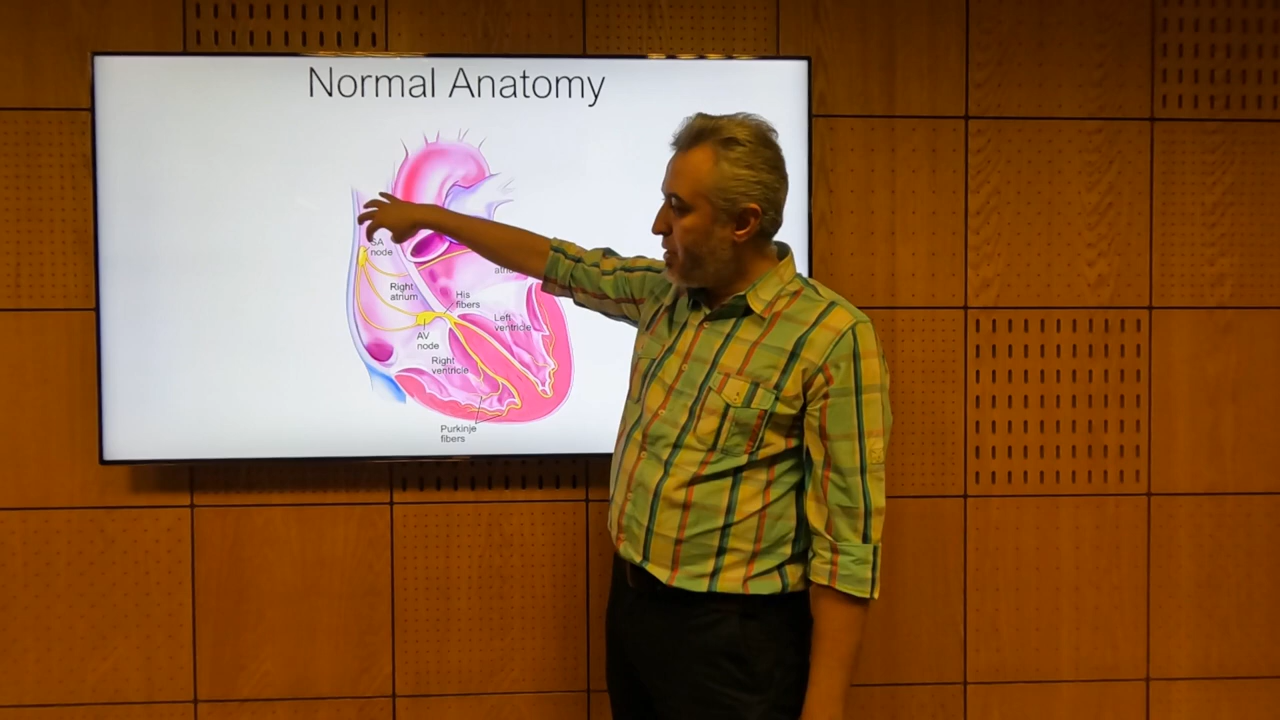 Normal Anatomy
SA
node
Right
atrium
His
fibers
Left
ventricle
AV
node
Right
ventricle
Purkinje
fibers